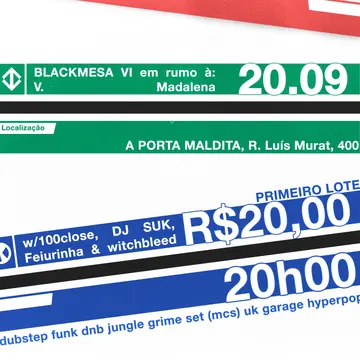 BLACKMESA VI em rumo à:
V. Madalena
20.09
Localização
A PORTA MALDITA, R. Luís Murat, 400
PRIMEIRO LOTE
w/100close, DJ SUK,
Feiurinha & witchbleed
R$20,00
20h00
dubstep funk dnb jungle grime set (mcs) uk garage hyperpop